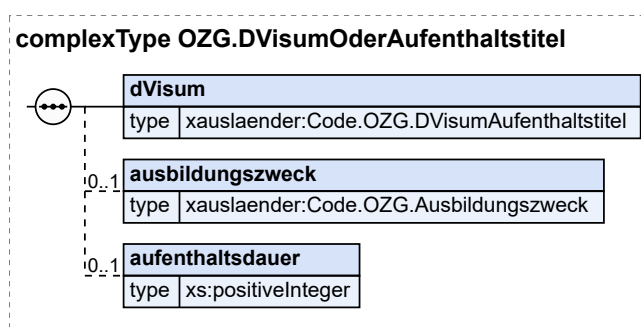 complexType OZG.DVisumOderAufenthaltstitel
dVisum
type xauslaender:Code.OZG.DVisumAufenthaltstitel
0..1 ausbildungszweck
type xauslaender:Code.OZG.Ausbildungszweck
0..1 aufenthaltsdauer
type xs:positiveInteger